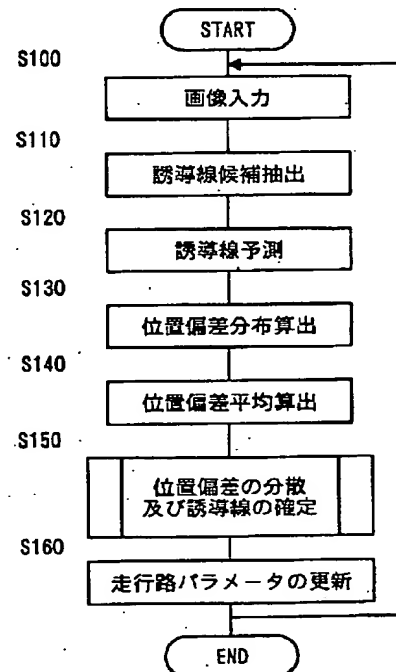 START
S100
画像入力
S110
誘導線候補抽出
S120
誘導線予測
S130
位置偏差分布算出
S140
位置偏差平均算出
S150
位置偏差の分散
及び誘導線の確定
S160
走行路パラメータの更新
END